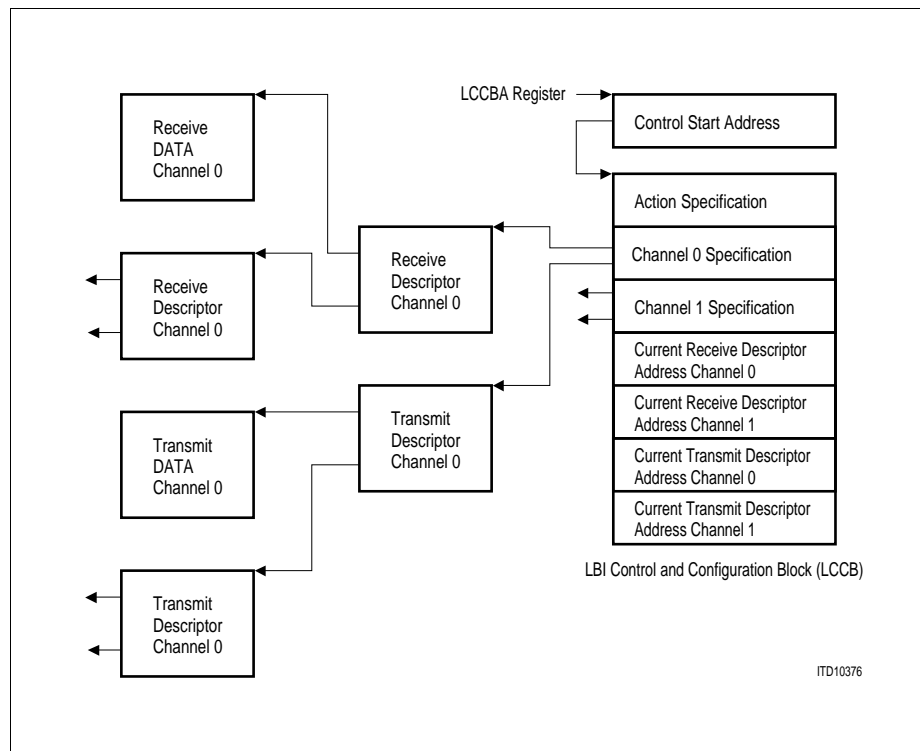 LCCBA Register
Control Start Address
Receive
DATA
Channel 0
Action Specification
Receive
Descriptor
Channel 0
Channel 0 Specification
Receive
Descriptor
Channel 0
Channel 1 Specification
Current Receive Descriptor
Address Channel 0
Current Receive Descriptor
Address Channel 1
Transmit
Descriptor
Channel 0
Transmit
DATA
Channel 0
Current Transmit Descriptor
Address Channel 0
Current Transmit Descriptor
Address Channel 1
LBI Control and Configuration Block (LCCB)
Transmit
Descriptor
Channel 0
ITD10376